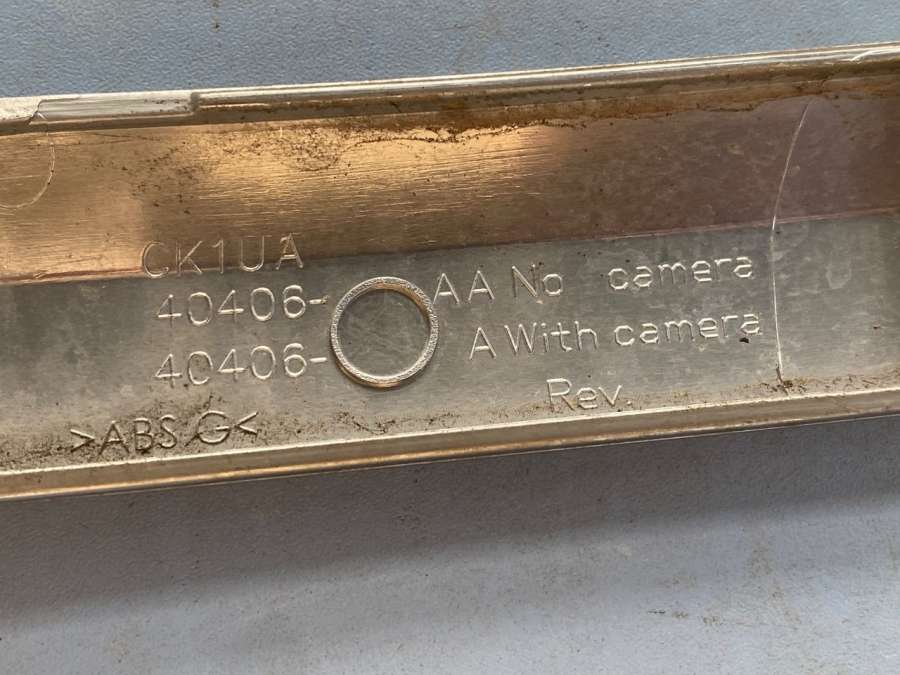 CK1UA
40406- AA No camera
40406- A With camera
Rev.
>ABS G<